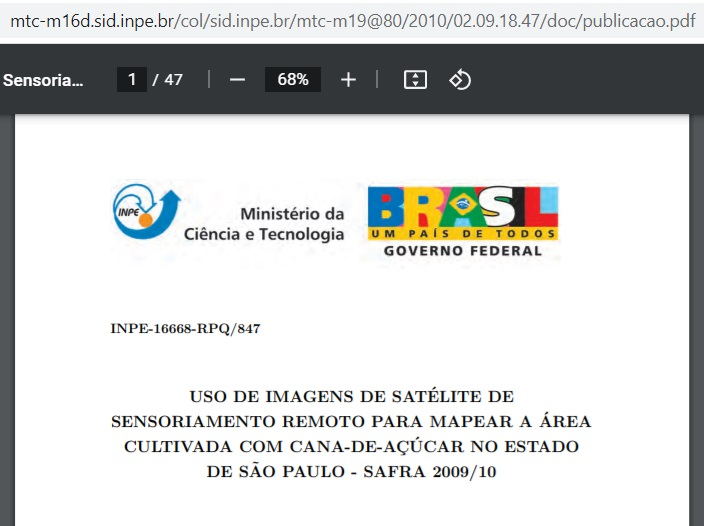 mtc-m16d.sid.inpe.br/col/sid.inpe.br/mtc-m19@80/2010/02.09.18.47/doc/publicacao.pdf
Sensoria... 1 / 47 68%
INPE
Ministério da
Ciência e Tecnologia
BRASIL
UM PAÍS DE TODOS
GOVERNO FEDERAL
INPE-16668-RPQ/847
USO DE IMAGENS DE SATÉLITE DE
SENSORIAMENTO REMOTO PARA MAPEAR A ÁREA
CULTIVADA COM CANA-DE-AÇÚCAR NO ESTADO
DE SÃO PAULO - SAFRA 2009/10